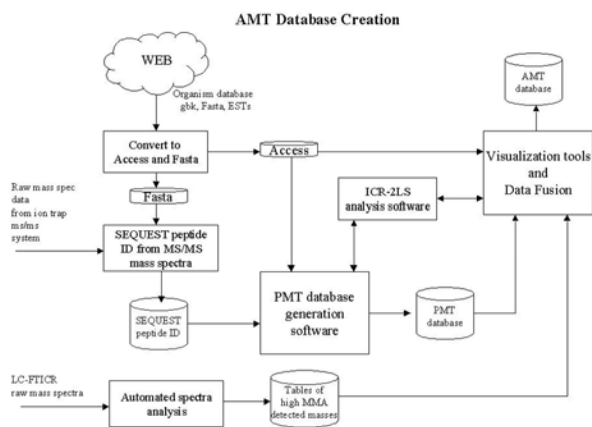 AMT Database Creation
WEB
Organism database
gbk, Fasta, ESTs
AMT
database
Convert to
Access and Fasta
Access
Visualization tools
and
Data Fusion
Raw mass spec
data
from ion trap
ms/ms
system
Fasta
ICR-2LS
analysis software
SEQUEST peptide
ID from MS/MS
mass spectra
PMT database
generation
software
SEQUEST
peptide ID
PMT
database
LC-FTICR
raw mass spectra
Automated spectra
analysis
Tables of
high MMA
detected masses